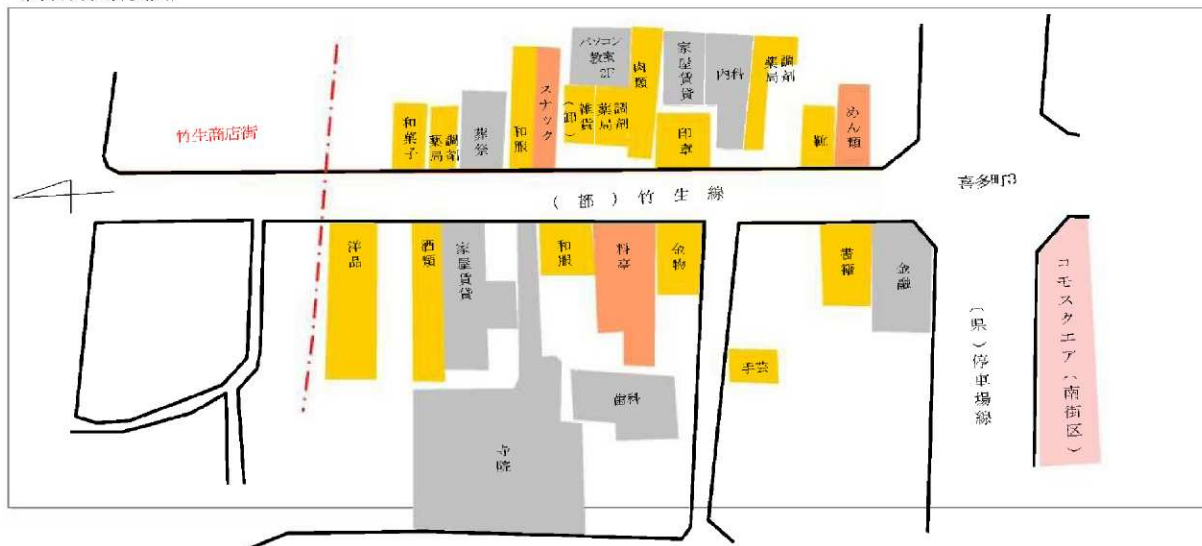 パソコン
教室
2F
肉類
家屋賃貸
内科
調剤
薬局
竹生商店街
和菓子
調剤
薬局
葬祭
和服
スナック
雑貨
(卸)
調剤
薬局
印章
靴
めん類
(都)竹生線
喜多町3
洋品
酒類
家屋賃貸
和服
料亭
金物
書籍
金融
手芸
歯科
寺院
(県)停車場線
コモスクエア(南街区)